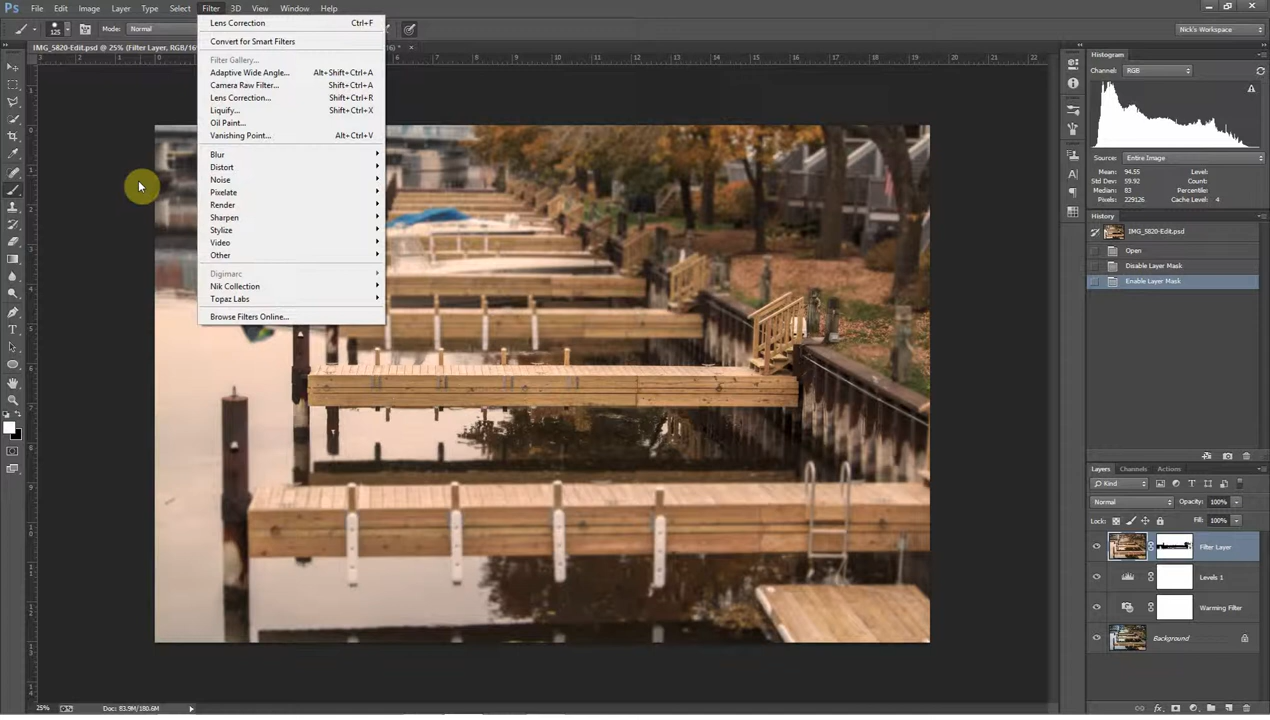 Ps File Edit Image Layer Type Select Filter 3D View Window Help
125 Mode: Normal Nick's Workspace
IMG_5820-Edit.psd @ 25% (Filter Layer, RGB/16
Lens Correction Ctrl+F
Convert for Smart Filters
Filter Gallery...
Adaptive Wide Angle... Alt+Shift+Ctrl+A
Camera Raw Filter... Shift+Ctrl+A
Lens Correction... Shift+Ctrl+R
Liquify... Shift+Ctrl+X
Oil Paint...
Vanishing Point... Alt+Ctrl+V
Blur
Distort
Noise
Pixelate
Render
Sharpen
Stylize
Video
Other
Digimarc
Nik Collection
Topaz Labs
Browse Filters Online...
Histogram
Channel: RGB
Source: Entire Image
Mean: 94.55 Level:
Std Dev: 59.92 Count:
Median: 83 Percentile:
Pixels: 229126 Cache Level: 4
History
IMG_5820-Edit.psd
Open
Disable Layer Mask
Enable Layer Mask
Layers Channels Actions
Kind
Normal Opacity: 100%
Lock: Fill: 100%
Filter Layer
Levels 1
Warming Filter
Background
25% Doc: 83.9M/180.6M